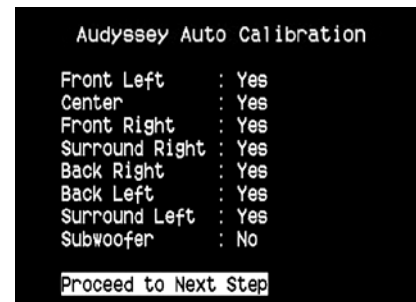 Audyssey Auto Calibration
Front Left : Yes
Center : Yes
Front Right : Yes
Surround Right : Yes
Back Right : Yes
Back Left : Yes
Surround Left : Yes
Subwoofer : No
Proceed to Next Step